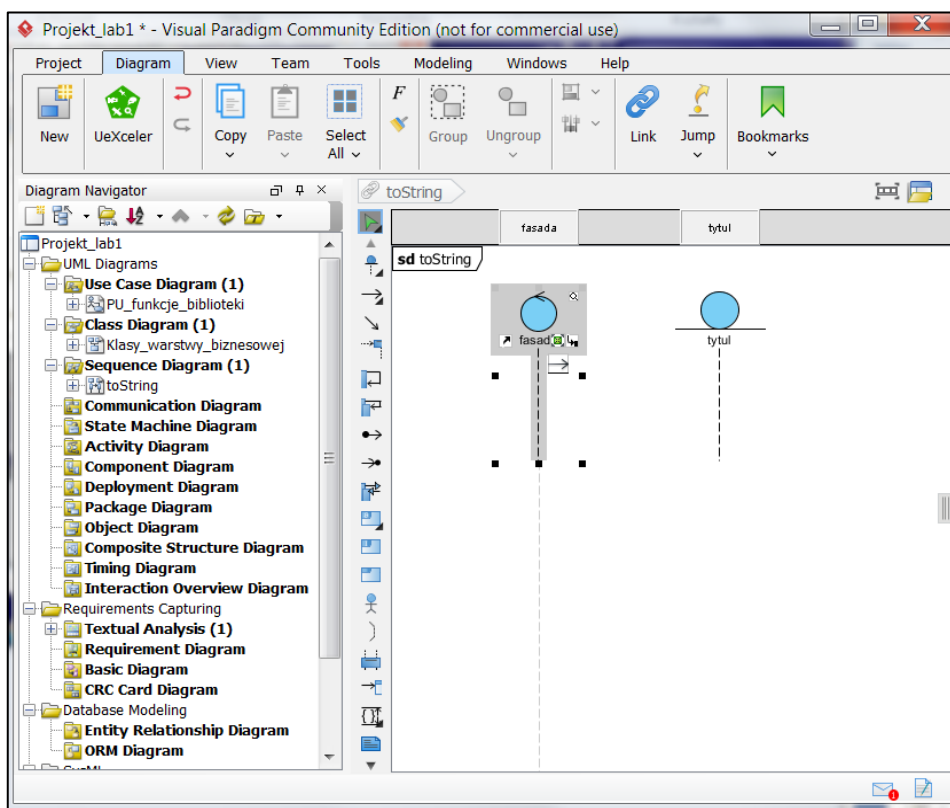 Projekt_lab1 * - Visual Paradigm Community Edition (not for commercial use)
Project Diagram View Team Tools Modeling Windows Help
New UeXceler Copy Paste Select All F Group Ungroup Link Jump Bookmarks
Diagram Navigator
toString
Projekt_lab1
UML Diagrams
Use Case Diagram (1)
PU_funkcje_biblioteki
Class Diagram (1)
Klasy_warstwy_biznesowej
Sequence Diagram (1)
toString
Communication Diagram
State Machine Diagram
Activity Diagram
Component Diagram
Deployment Diagram
Package Diagram
Object Diagram
Composite Structure Diagram
Timing Diagram
Interaction Overview Diagram
Requirements Capturing
Textual Analysis (1)
Requirement Diagram
Basic Diagram
CRC Card Diagram
Database Modeling
Entity Relationship Diagram
ORM Diagram
fasada tytul
sd toString
fasad tytul
1